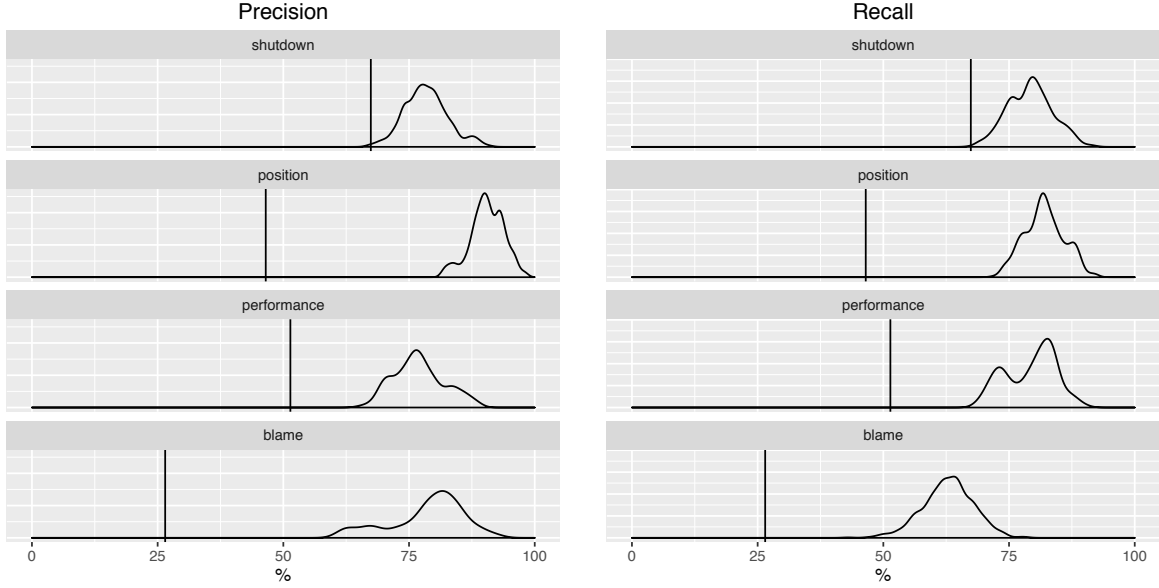 Precision
shutdown
position
performance
blame
0 25 50 75 100
%
Recall
shutdown
position
performance
blame
0 25 50 75 100
%